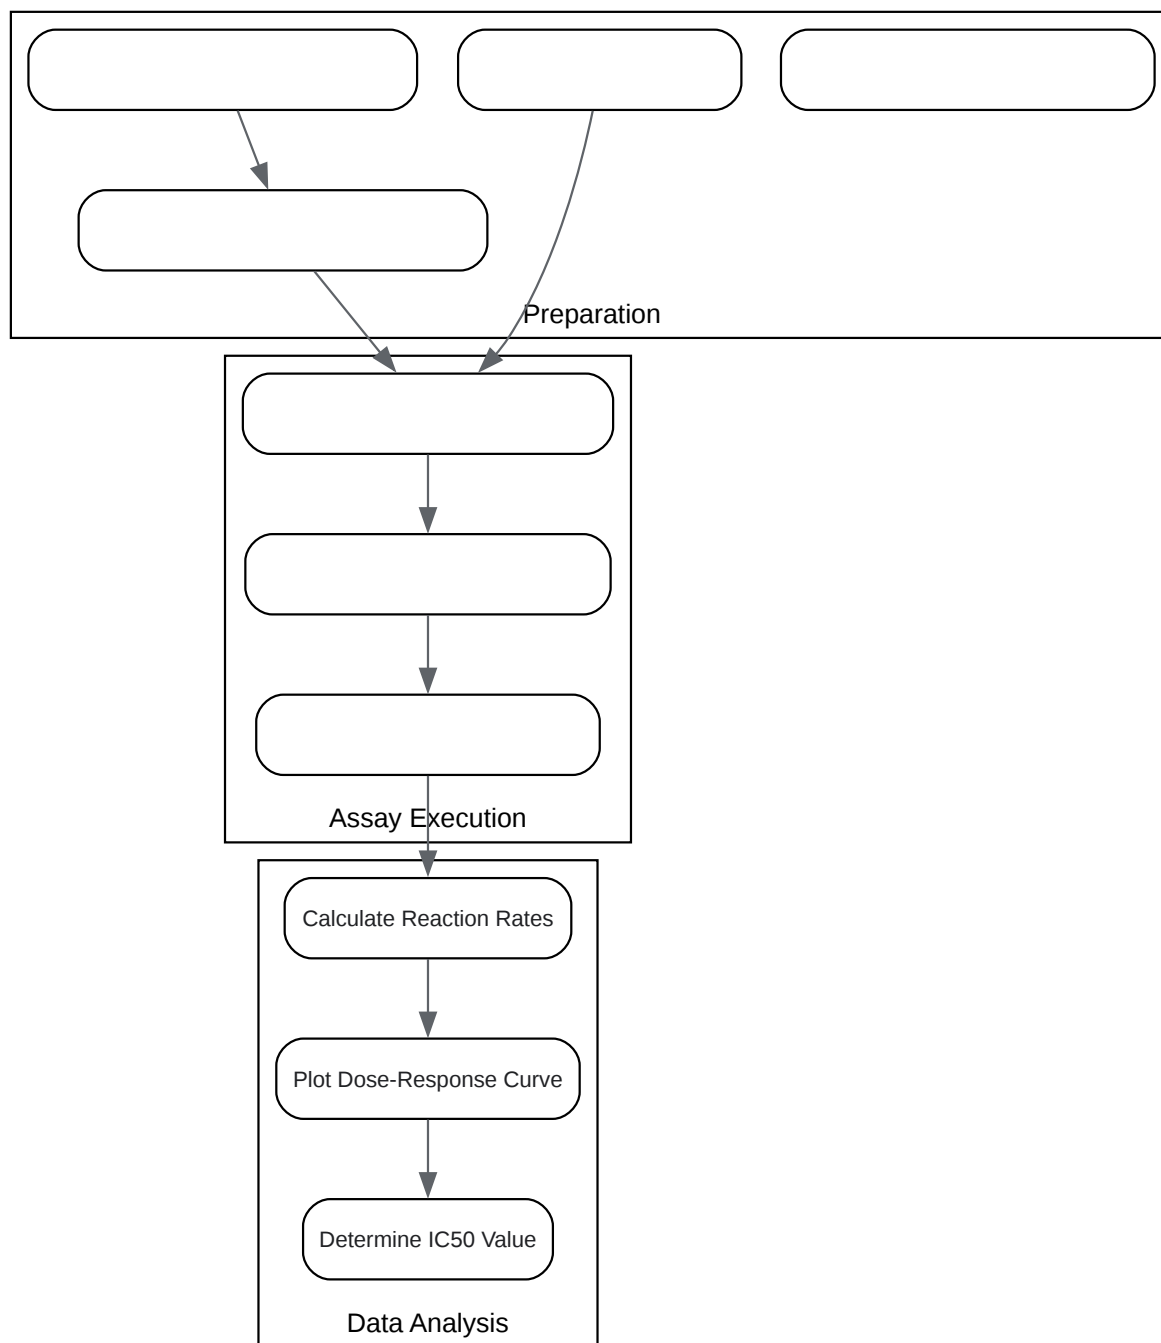 Preparation
Assay Execution
Calculate Reaction Rates
Plot Dose-Response Curve
Determine IC50 Value
Data Analysis